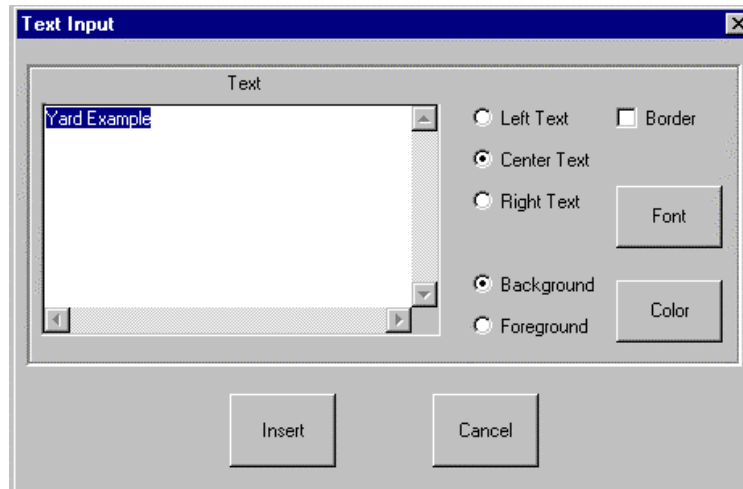 Text Input
Text
Yard Example
Left Text
Border
Center Text
Right Text
Font
Background
Color
Foreground
Insert
Cancel